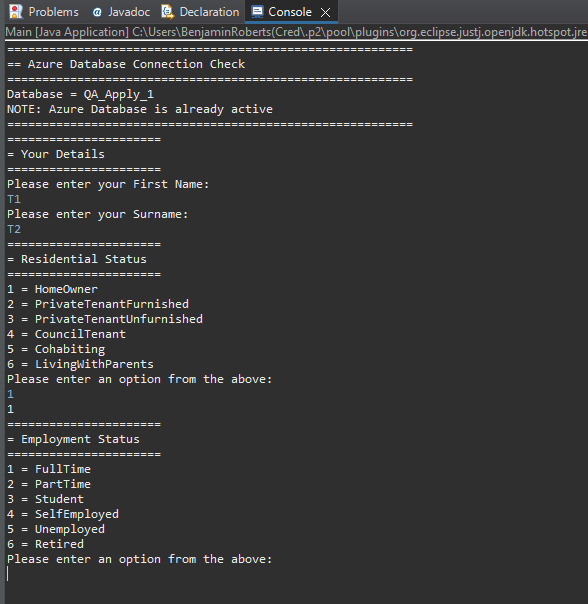 Problems @ Javadoc Declaration Console
Main [Java Application] C:\Users\BenjaminRoberts(Cred\.p2\pool\plugins\org.eclipse.justj.openjdk.hotspot.jre
==========================================================
== Azure Database Connection Check
==========================================================
Database = QA_Apply_1
NOTE: Azure Database is already active
==========================================================
======================
= Your Details
======================
Please enter your First Name:
T1
Please enter your Surname:
T2
======================
= Residential Status
======================
1 = HomeOwner
2 = PrivateTenantFurnished
3 = PrivateTenantUnfurnished
4 = CouncilTenant
5 = Cohabiting
6 = LivingWithParents
Please enter an option from the above:
1
1
======================
= Employment Status
======================
1 = FullTime
2 = PartTime
3 = Student
4 = SelfEmployed
5 = Unemployed
6 = Retired
Please enter an option from the above: